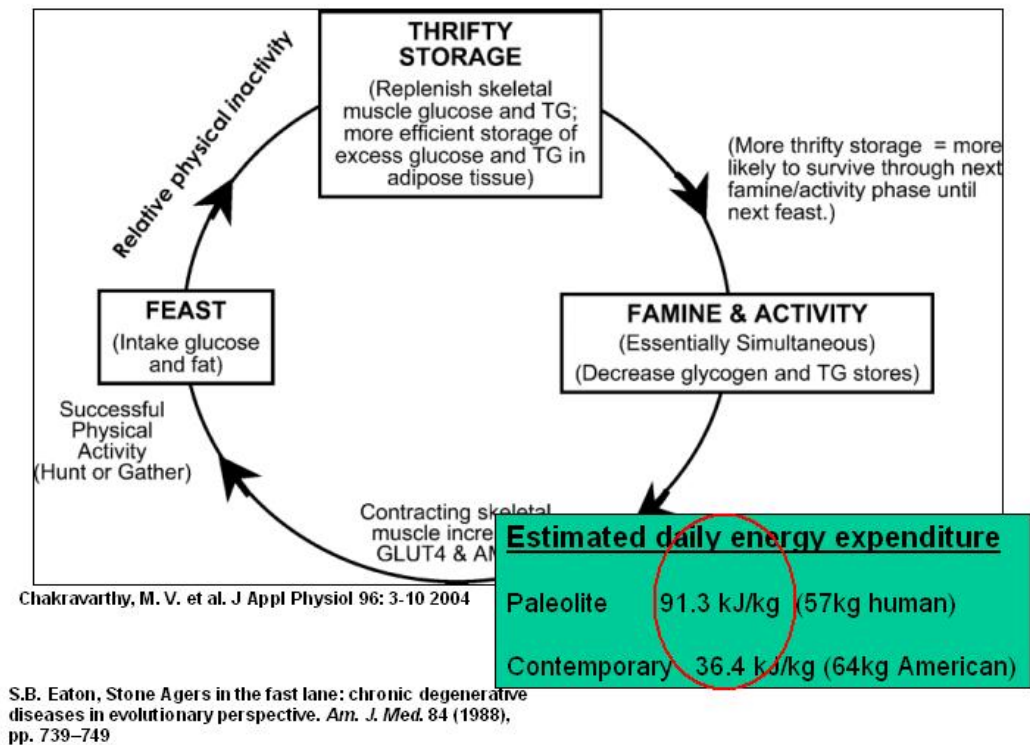 THRIFTY
STORAGE
(Replenish skeletal
muscle glucose and TG;
more efficient storage of
excess glucose and TG in
adipose tissue)
Relative physical inactivity
(More thrifty storage = more
likely to survive through next
famine/activity phase until
next feast.)
FEAST
(Intake glucose
and fat)
FAMINE & ACTIVITY
(Essentially Simultaneous)
(Decrease glycogen and TG stores)
Successful
Physical
Activity
(Hunt or Gather)
Contracting skeletal
muscle increa
GLUT4 & AM
Estimated daily energy expenditure
Paleolite 91.3 kJ/kg (57kg human)
Contemporary 36.4 kJ/kg (64kg American)
Chakravarthy, M. V. et al. J Appl Physiol 96: 3-10 2004
S.B. Eaton, Stone Agers in the fast lane: chronic degenerative
diseases in evolutionary perspective. Am. J. Med. 84 (1988),
pp. 739–749